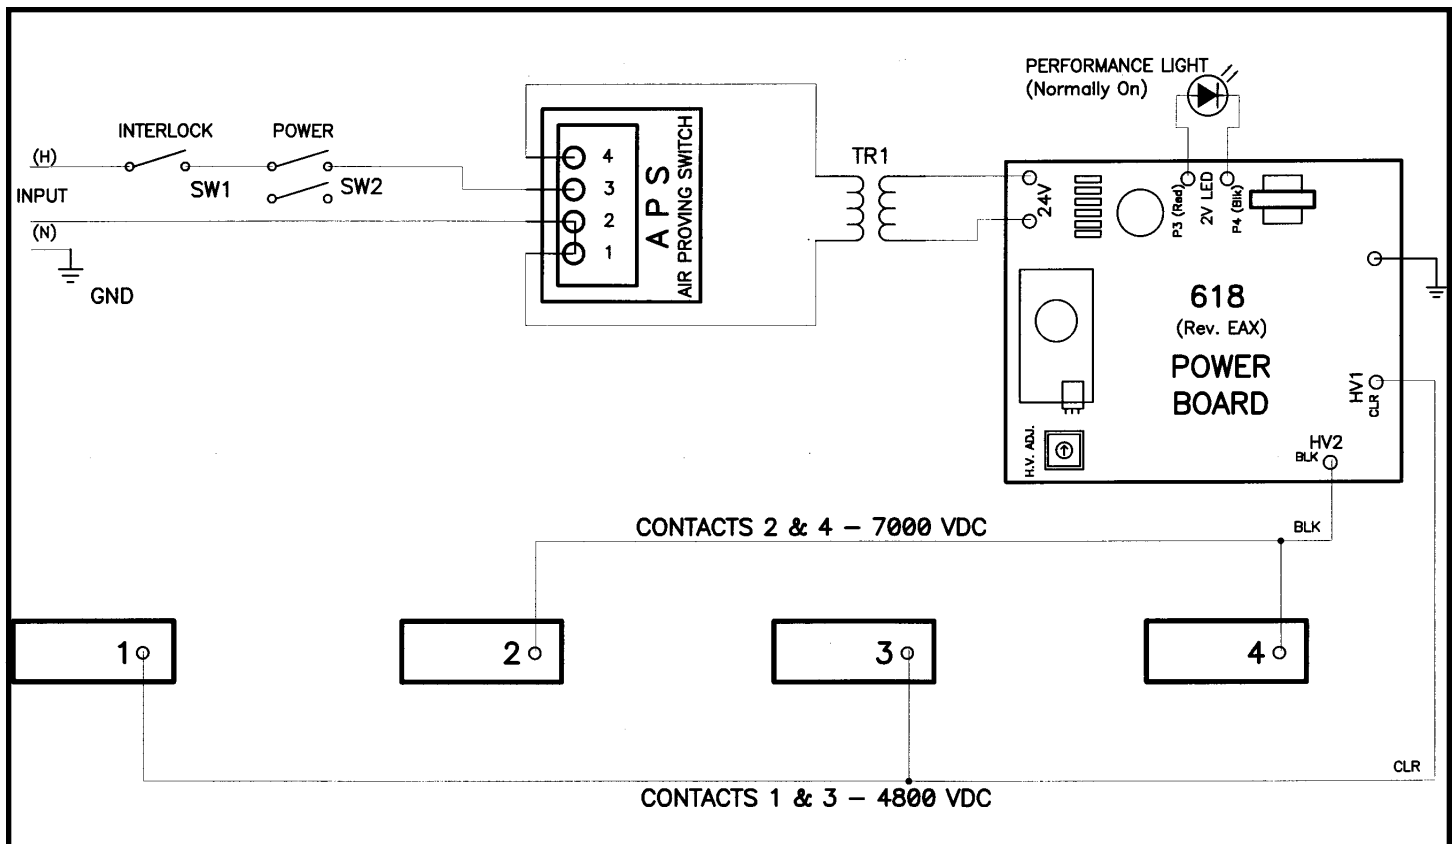 PERFORMANCE LIGHT
(Normally On)
INTERLOCK
POWER
(H)
SW1
SW2
INPUT
(N)
GND
4
3
2
1
A P S
AIR PROVING SWITCH
TR1
24V
P3 (Red)
2V LED
P4 (Blk)
618
(Rev. EAX)
POWER
BOARD
HV1
CLR
H.V. ADJ.
HV2
BLK
BLK
CONTACTS 2 & 4 – 7000 VDC
1
2
3
4
CLR
CONTACTS 1 & 3 – 4800 VDC